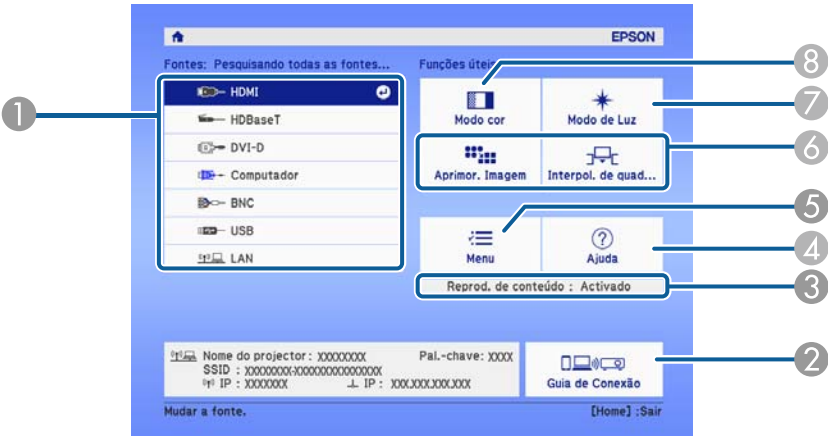 EPSON
Fontes: Pesquisando todas as fontes...
Funções úteis
HDMI
HDBaseT
DVI-D
Computador
BNC
USB
LAN
Modo cor
Modo de Luz
Aprimor. Imagem
Interpol. de quad...
Menu
Ajuda
Reprod. de conteúdo : Activado
Nome do projector : XXXXXXXX
Pal.-chave: XXXX
SSID : XXXXXXXX-XXXXXXXXXXXXXXX
IP : XXXXXXX
IP : XXX.XXX.XXX.XXX
Guia de Conexão
Mudar a fonte.
[Home] :Sair
1
8
7
6
5
4
3
2